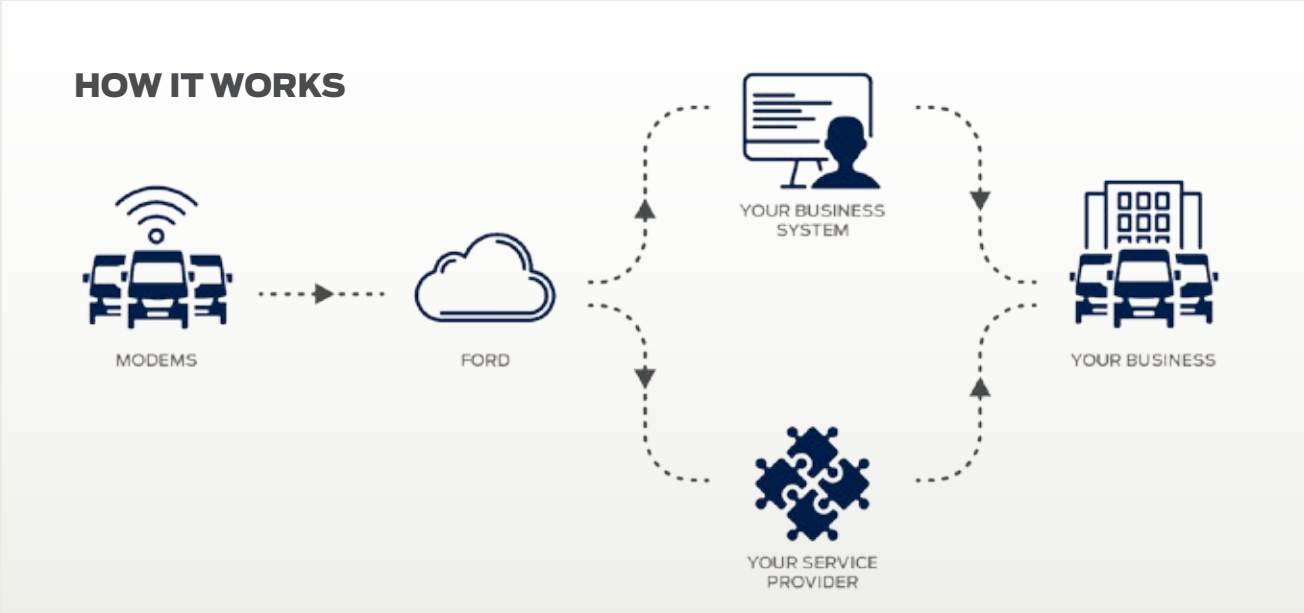 HOW IT WORKS
YOUR BUSINESS
SYSTEM
MODEMS
FORD
YOUR BUSINESS
YOUR SERVICE
PROVIDER